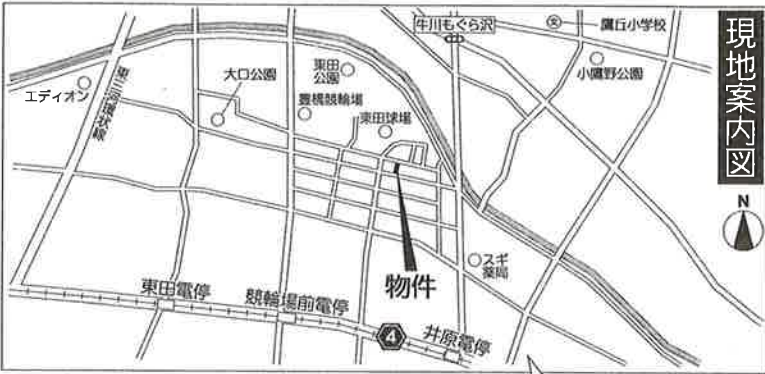 現地案内図
N
牛川もぐら沢
文
鷹丘小学校
小鷹野公園
東田
公園
大口公園
エディオン
豊橋競輪場
東田球場
東三河環状線
スギ
薬局
物件
東田電停
競輪場前電停
4
井原電停